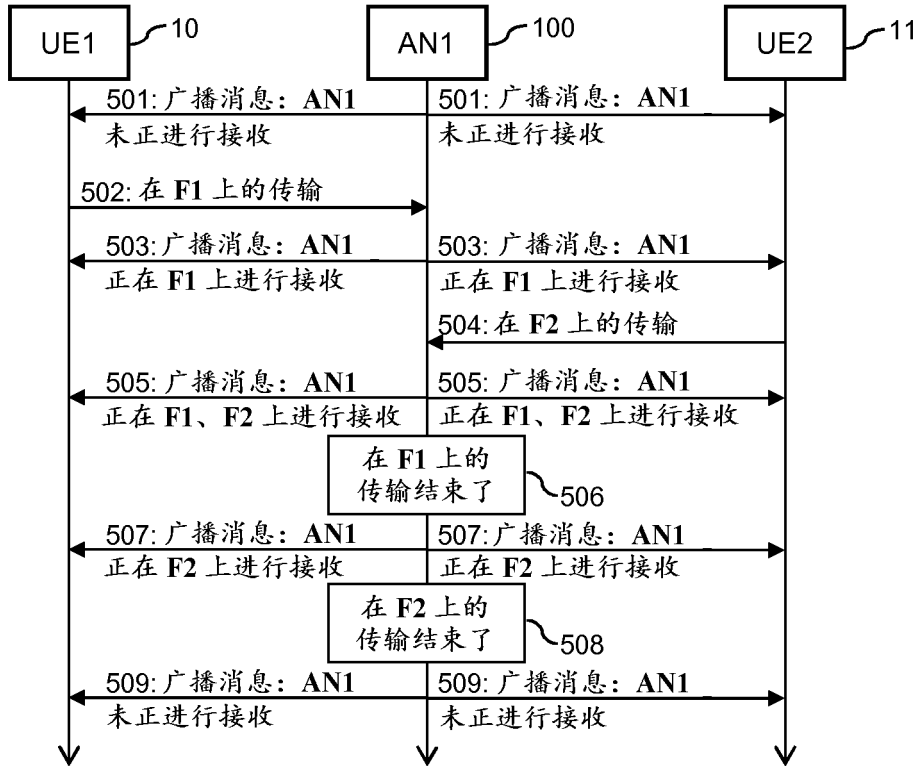 UE1
10
AN1
100
UE2
11
501: 广播消息：AN1
未正进行接收
501: 广播消息：AN1
未正进行接收
502: 在 F1 上的传输
503: 广播消息：AN1
正在 F1 上进行接收
503: 广播消息：AN1
正在 F1 上进行接收
504: 在 F2 上的传输
505: 广播消息：AN1
正在 F1、F2 上进行接收
505: 广播消息：AN1
正在 F1、F2 上进行接收
在 F1 上的
传输结束了
506
507: 广播消息：AN1
正在 F2 上进行接收
507: 广播消息：AN1
正在 F2 上进行接收
在 F2 上的
传输结束了
508
509: 广播消息：AN1
未正进行接收
509: 广播消息：AN1
未正进行接收